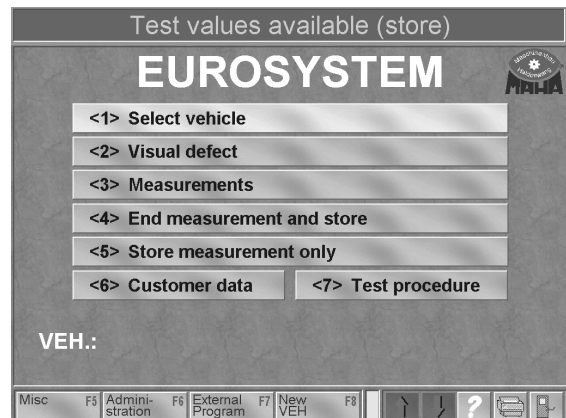 Test values available (store)
EUROSYSTEM
Maschinenbau
Haldenwang
MAHA
<1> Select vehicle
<2> Visual defect
<3> Measurements
<4> End measurement and store
<5> Store measurement only
<6> Customer data
<7> Test procedure
VEH.:
Misc F5
Admini- F6
stration
External F7
Program
New F8
VEH
?